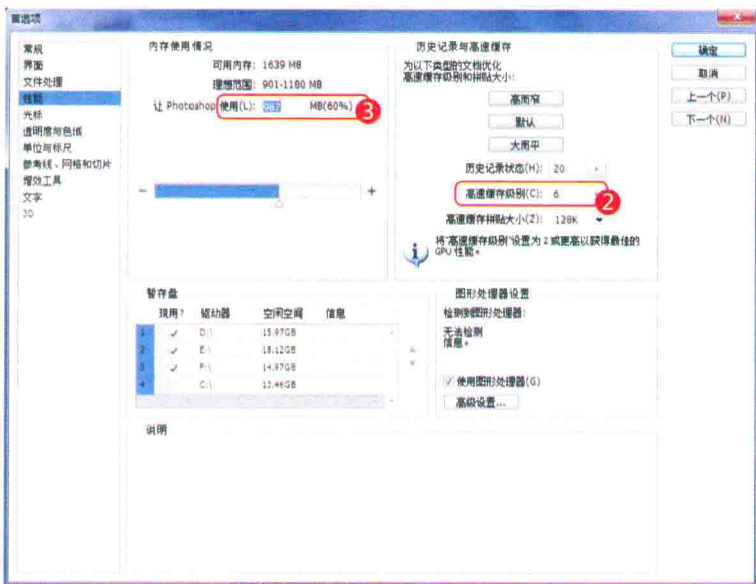 首选项
常规
界面
文件处理
性能
光标
透明度与色域
单位与标尺
参考线、网格和切片
增效工具
文字
3D
内存使用情况
可用内存: 1639 MB
理想范围: 901-1180 MB
让 Photoshop 使用(L): 982 MB(60%)
3
- +
历史记录与高速缓存
为以下类型的文档优化
高速缓存级别和拼贴大小:
高而窄
默认
大而平
历史记录状态(H): 20
高速缓存级别(C): 6
2
高速缓存拼贴大小(Z): 128K
将"高速缓存级别"设置为 2 或更高以获得最佳的
GPU 性能。
确定
取消
上一个(P)
下一个(N)
暂存盘
现用? 驱动器 空闲空间 信息
1 D:\ 15.97GB
2 E:\ 18.12GB
3 F:\ 14.97GB
4 C:\ 13.46GB
图形处理器设置
检测到图形处理器:
无法检测
信息。
使用图形处理器(G)
高级设置...
说明